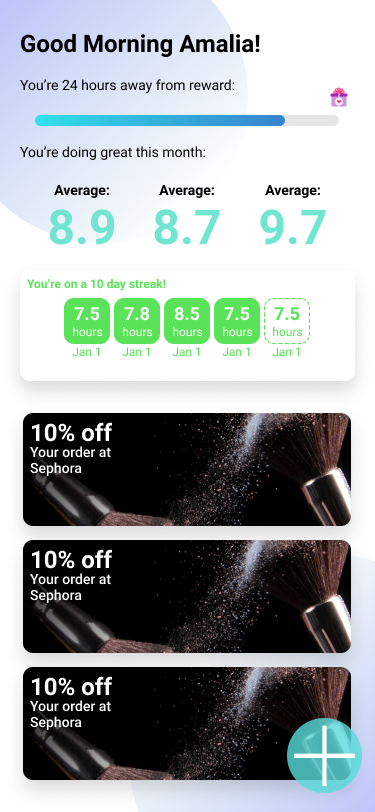 Good Morning Amalia!
You're 24 hours away from reward:
You're doing great this month:
Average: Average: Average:
8.9 8.7 9.7
You're on a 10 day streak!
7.5 7.8 8.5 7.5 7.5
hours hours hours hours hours
Jan 1 Jan 1 Jan 1 Jan 1 Jan 1
10% off
Your order at
Sephora
10% off
Your order at
Sephora
10% off
Your order at
Sephora